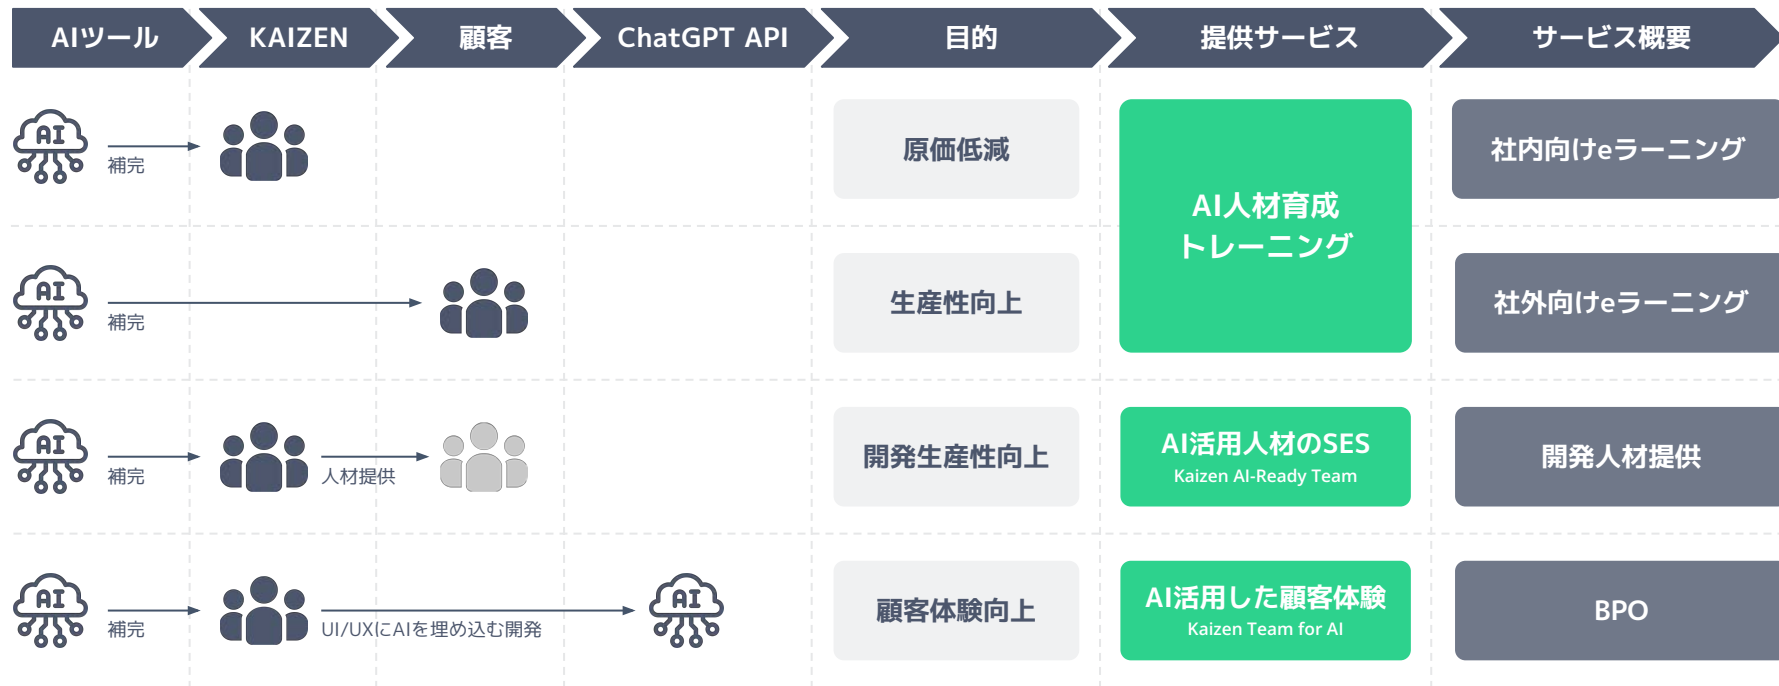 AIツール
KAIZEN
顧客
ChatGPT API
目的
提供サービス
サービス概要
AI
補完
原価低減
AI人材育成
トレーニング
社内向けeラーニング
AI
補完
生産性向上
社外向けeラーニング
AI
補完
人材提供
開発生産性向上
AI活用人材のSES
Kaizen AI-Ready Team
開発人材提供
AI
補完
UI/UXにAIを埋め込む開発
AI
顧客体験向上
AI活用した顧客体験
Kaizen Team for AI
BPO